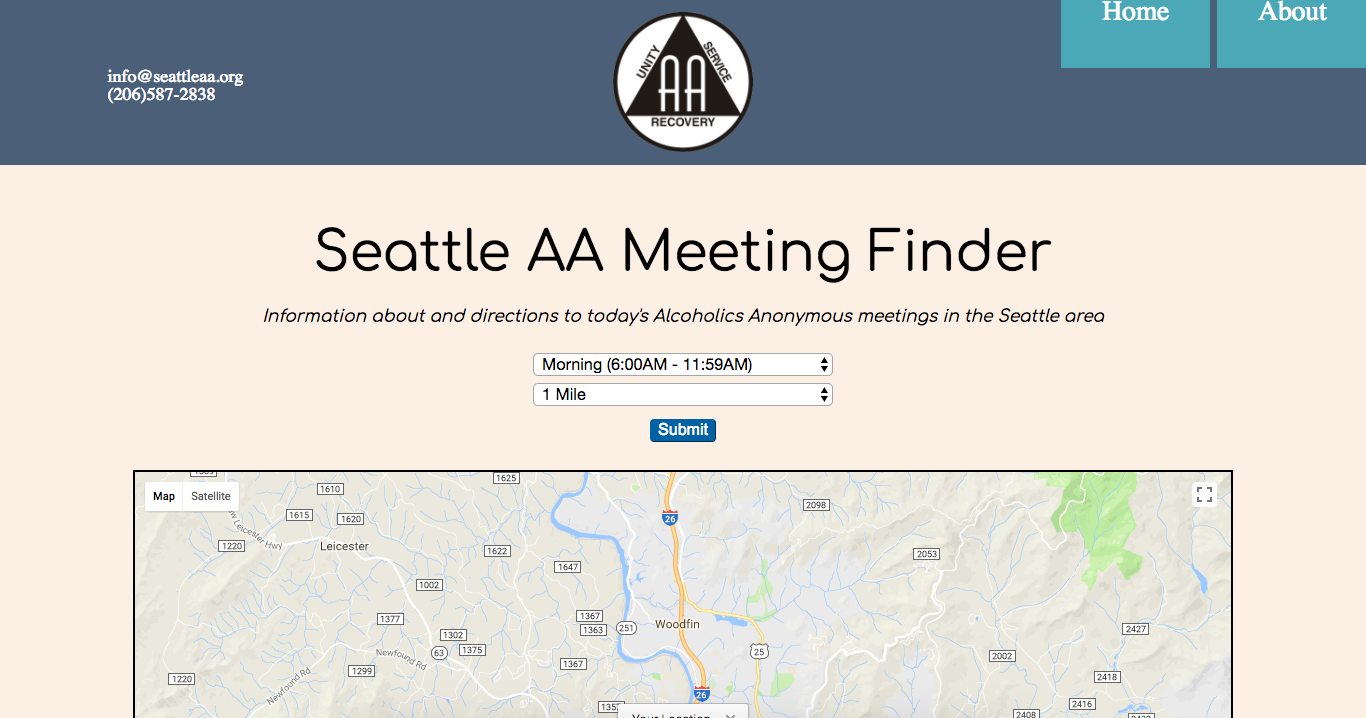 Home
About
info@seattleaa.org
(206)587-2838
UNITY
SERVICE
AA
RECOVERY
Seattle AA Meeting Finder
Information about and directions to today's Alcoholics Anonymous meetings in the Seattle area
Morning (6:00AM - 11:59AM)
1 Mile
Submit
Map
Satellite
1625
1610
2098
1615
1620
26
1220
Leicester
1622
2053
1647
1002
1377
1367
1363
251
Woodfin
2427
1302
63
1375
25
Newfound Rd
1367
2002
1299
1220
Newfound Rd
2418
26
2416
2408
Your Location